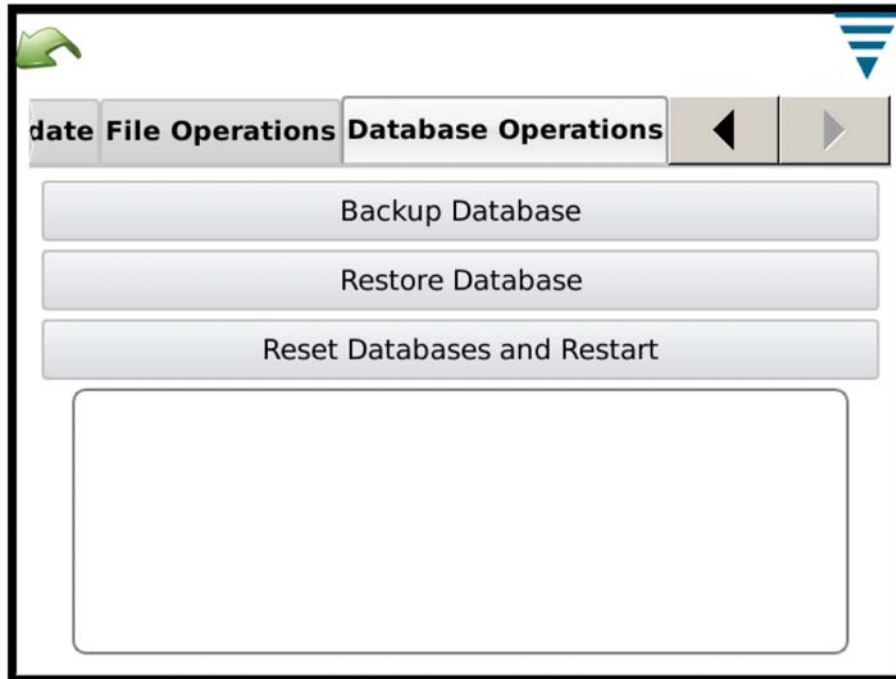 date File Operations Database Operations
Backup Database
Restore Database
Reset Databases and Restart